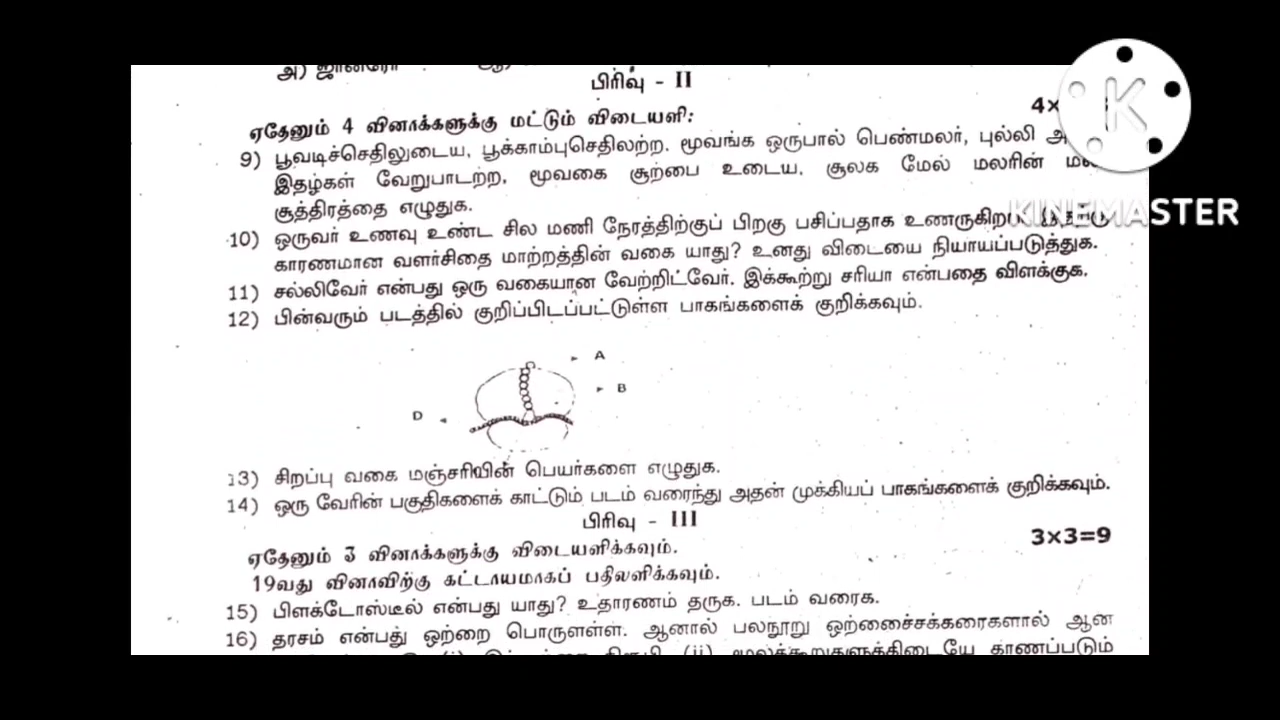 அ) ஜானரோ
பிரிவு - II
ஏதேனும் 4 வினாக்களுக்கு மட்டும் விடையளி:
4×
9) பூவடிச்செதிலுடைய, பூக்காம்புசெதிலற்ற. மூவங்க ஒருபால் பெண்மலர், புல்லி
இதழ்கள் வேறுபாடற்ற, மூவகை சூற்பை உடைய, சூலக மேல் மலரின்
சூத்திரத்தை எழுதுக.
10) ஒருவர் உணவு உண்ட சில மணி நேரத்திற்குப் பிறகு பசிப்பதாக
காரணமான வளர்சிதை மாற்றத்தின் வகை யாது? உனது விடையை நியாயப்படுத்துக.
11) சல்லிவேர் என்பது ஒரு வகையான வேற்றிட்வேர். இக்கூற்று சரியா என்பதை விளக்குக.
12) பின்வரும் படத்தில் குறிப்பிடப்பட்டுள்ள பாகங்களைக் குறிக்கவும்.
A
B
D
13) சிறப்பு வகை மஞ்சரியின் பெயர்களை எழுதுக.
14) ஒரு வேரின் பகுதிகளைக் காட்டும் படம் வரைந்து அதன் முக்கியப் பாகங்களைக் குறிக்கவும்.
பிரிவு - III
ஏதேனும் 3 வினாக்களுக்கு விடையளிக்கவும்.
3×3=9
19வது வினாவிற்கு கட்டாயமாகப் பதிலளிக்கவும்.
15) பிளக்டோஸ்டீல் என்பது யாது? உதாரணம் தருக. படம் வரைக.
16) தரசம் என்பது ஒற்றை பொருளள்ள. ஆனால் பலநூறு ஒற்னைச்சக்கரைகளால் ஆன
KINEMASTER